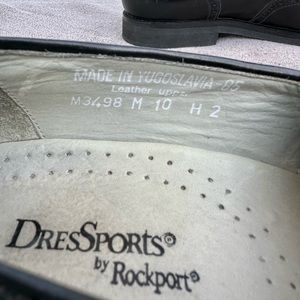 MADE IN YUGOSLAVIA -05
Leather upper
M3498 M 10 H 2
DRESSPORTS®
by ROCKPORT®